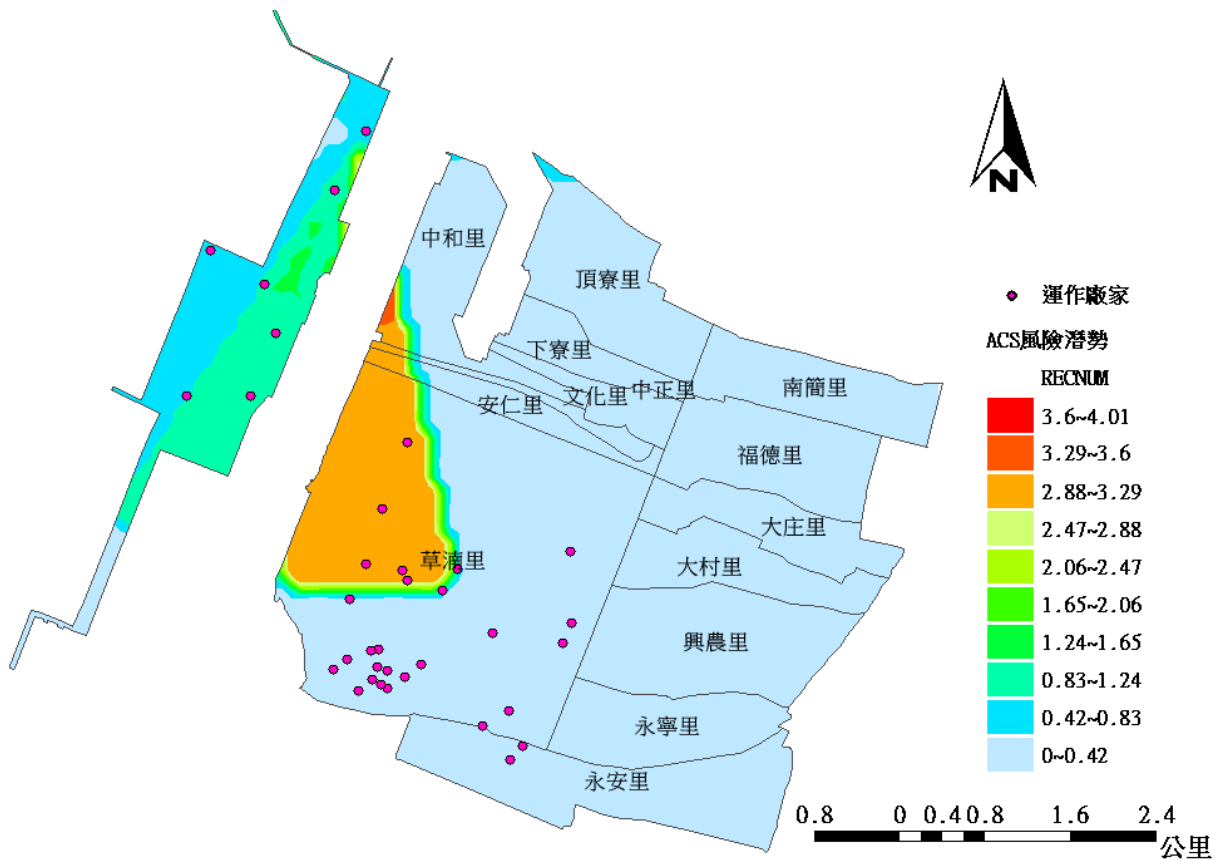 N
中和里
頂寮里
下寮里
中正里
文化里
安仁里
南簡里
福德里
大庄里
草湳里
大村里
興農里
永寧里
永安里
運作廠家
ACS風險潛勢
RECNUM
3.6~4.01
3.29~3.6
2.88~3.29
2.47~2.88
2.06~2.47
1.65~2.06
1.24~1.65
0.83~1.24
0.42~0.83
0~0.42
0.8 0 0.40.8 1.6 2.4
公里